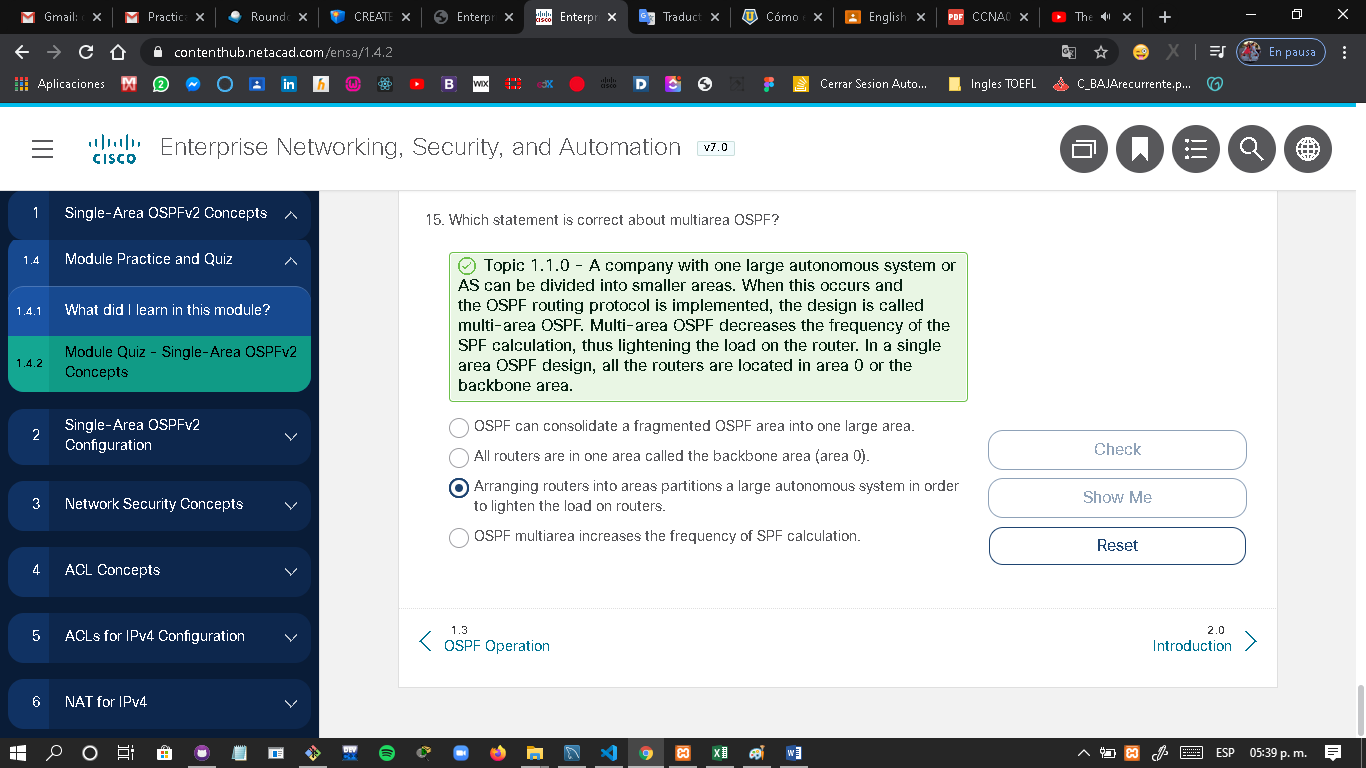 Gmail:
Practic
Roundc
CREATE
Enterpr
Enterpr
Traduct
Cómo
English
PDF CCNA
The
contenthub.netacad.com/ensa/1.4.2
En pausa
Aplicaciones
Cerrar Sesion Auto...
Ingles TOEFL
C_BAJArecurrente.p...
CISCO
Enterprise Networking, Security, and Automation v7.0
1 Single-Area OSPFv2 Concepts
1.4 Module Practice and Quiz
1.4.1 What did I learn in this module?
1.4.2 Module Quiz - Single-Area OSPFv2
Concepts
2 Single-Area OSPFv2
Configuration
3 Network Security Concepts
4 ACL Concepts
5 ACLs for IPv4 Configuration
6 NAT for IPv4
15. Which statement is correct about multiarea OSPF?
Topic 1.1.0 - A company with one large autonomous system or
AS can be divided into smaller areas. When this occurs and
the OSPF routing protocol is implemented, the design is called
multi-area OSPF. Multi-area OSPF decreases the frequency of the
SPF calculation, thus lightening the load on the router. In a single
area OSPF design, all the routers are located in area 0 or the
backbone area.
OSPF can consolidate a fragmented OSPF area into one large area.
All routers are in one area called the backbone area (area 0).
Arranging routers into areas partitions a large autonomous system in order
to lighten the load on routers.
OSPF multiarea increases the frequency of SPF calculation.
Check
Show Me
Reset
1.3
OSPF Operation
2.0
Introduction
ESP
05:39 p. m.